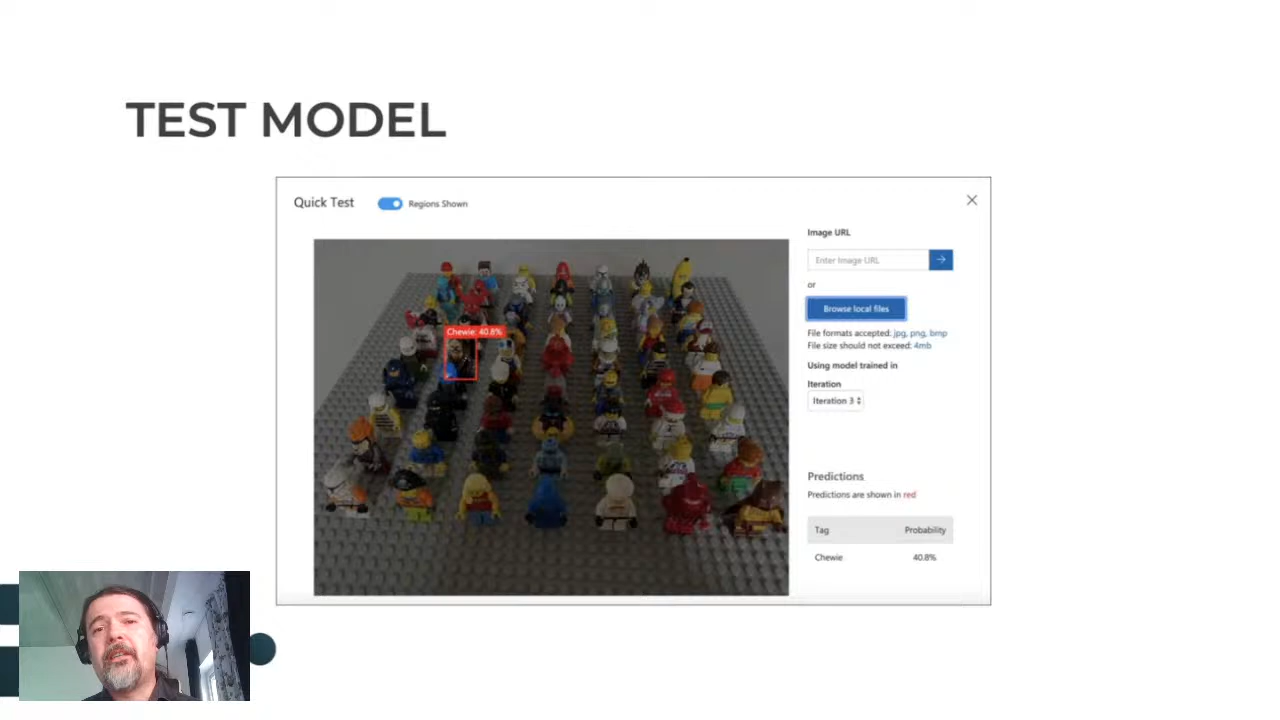 TEST MODEL
Quick Test
Regions Shown
Image URL
Enter Image URL
or
Browse local files
File formats accepted: jpg, png, bmp
File size should not exceed: 4mb
Using model trained in
Iteration
Iteration 3
Chewie: 40.8%
Predictions
Predictions are shown in red
Tag Probability
Chewie 40.8%